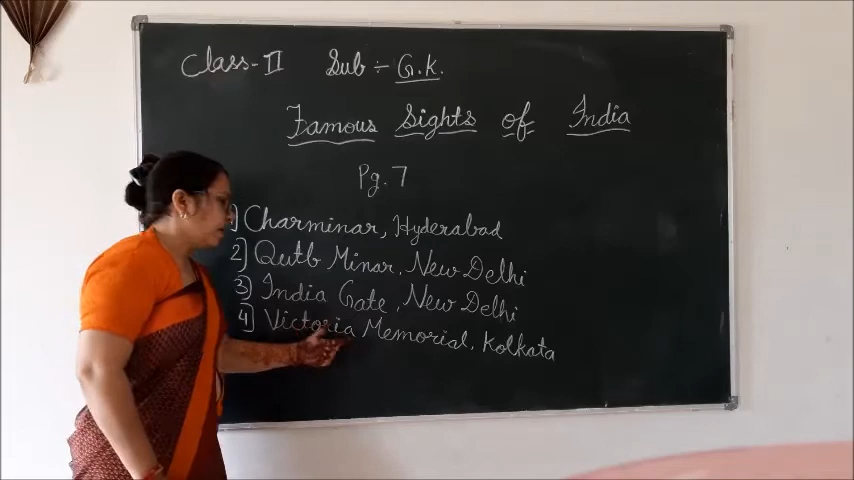 Class-II Sub ÷ G.K.
Famous Sights of India
Pg. 7
1] Charminar, Hyderabad
2] Qutb Minar, New Delhi
3] India Gate, New Delhi
4] Victoria Memorial, Kolkata